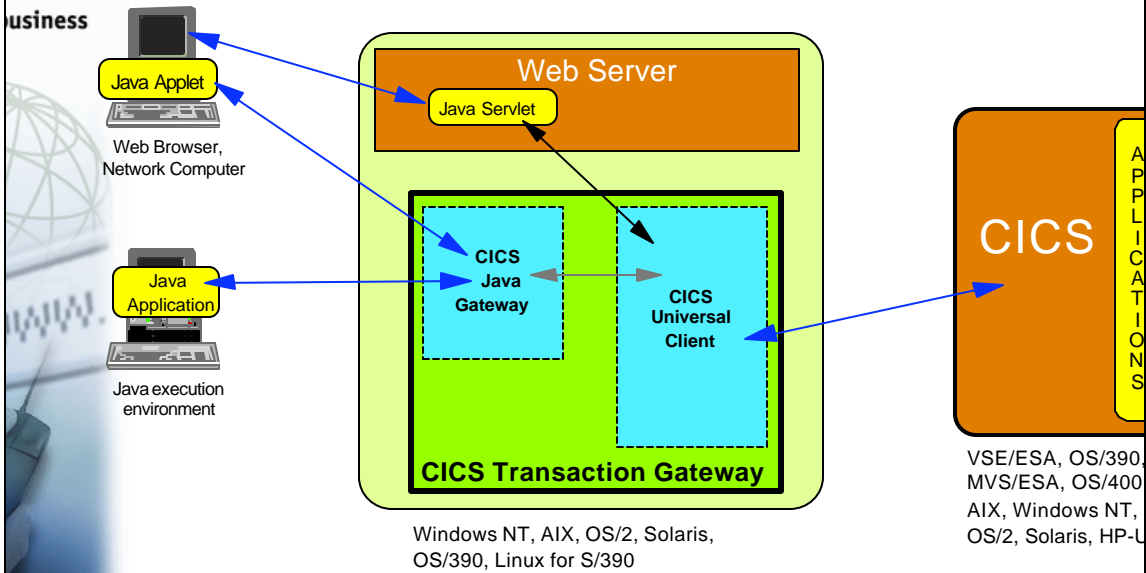 Java Applet
Web Browser,
Network Computer
Java
Application
Java execution
environment
Web Server
Java Servlet
CICS
Java
Gateway
CICS
Universal
Client
CICS Transaction Gateway
Windows NT, AIX, OS/2, Solaris,
OS/390, Linux for S/390
CICS
APPLICATIONS
VSE/ESA, OS/390,
MVS/ESA, OS/400
AIX, Windows NT,
OS/2, Solaris,